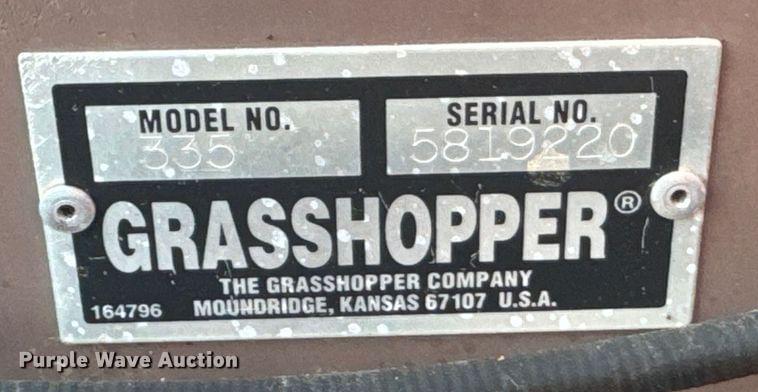 MODEL NO. SERIAL NO.
335 5819220
GRASSHOPPER®
THE GRASSHOPPER COMPANY
164796 MOUNDRIDGE, KANSAS 67107 U.S.A.
Purple Wave Auction